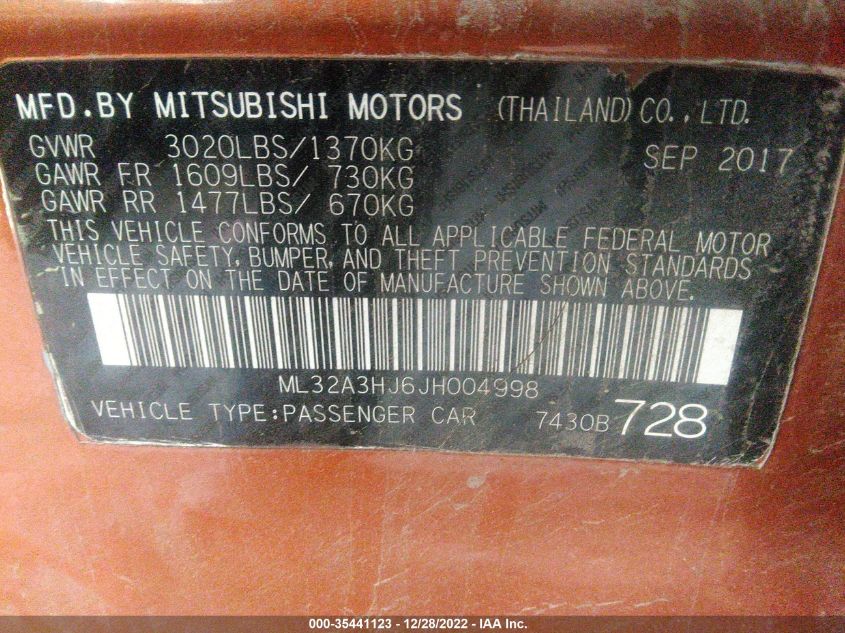 MFD.BY MITSUBISHI MOTORS (THAILAND) CO., LTD.
GVWR 3020LBS/1370KG SEP 2017
GAWR FR 1609LBS/ 730KG
GAWR RR 1477LBS/ 670KG
THIS VEHICLE CONFORMS TO ALL APPLICABLE FEDERAL MOTOR
VEHICLE SAFETY, BUMPER, AND THEFT PREVENTION STANDARDS
IN EFFECT ON THE DATE OF MANUFACTURE SHOWN ABOVE.
ML32A3HJ6JH004998
VEHICLE TYPE:PASSENGER CAR 7430B 728
000-35441123 - 12/28/2022 - IAA Inc.